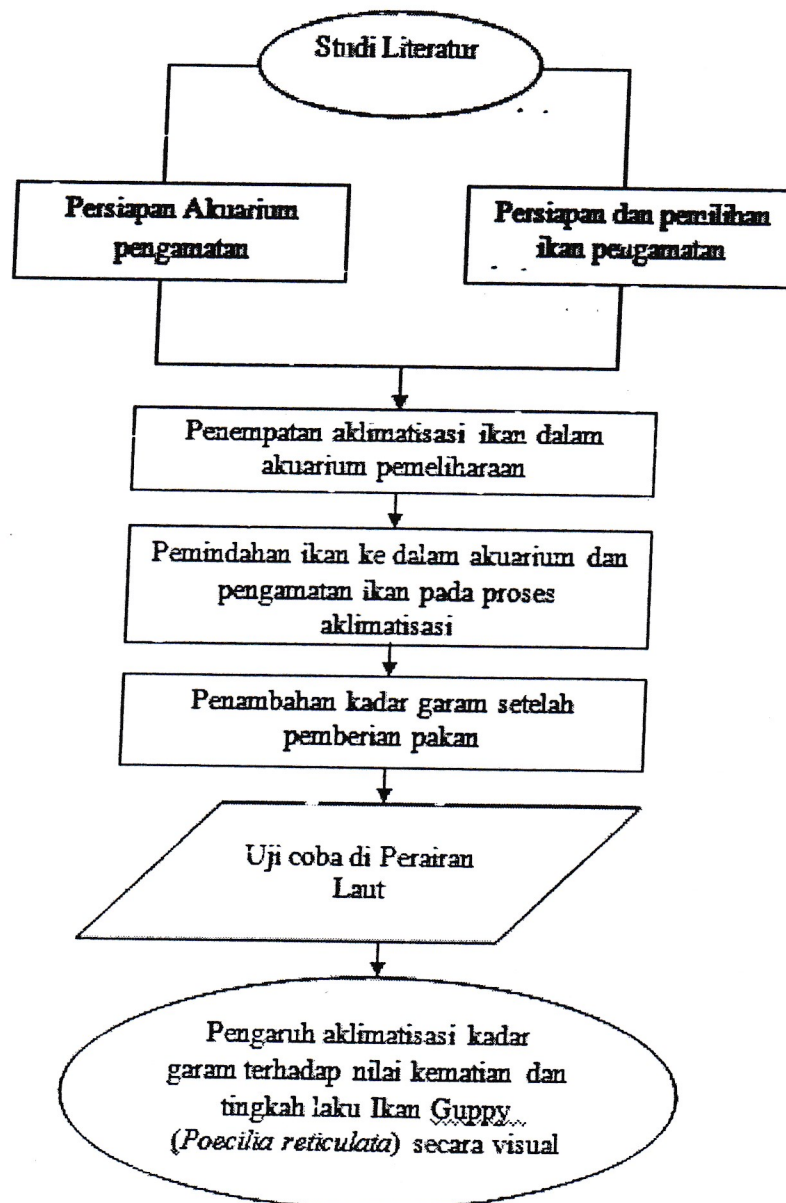 Studi Literatur
Persiapan Akuarium
pengamatan
Persiapan dan pemilihan
ikan pengamatan
Penempatan aklimatisasi ikan dalam
akuarium pemeliharaan
Pemindahan ikan ke dalam akuarium dan
pengamatan ikan pada proses
aklimatisasi
Penambahan kadar garam setelah
pemberian pakan
Uji coba di Perairan
Laut
Pengaruh aklimatisasi kadar
garam terhadap nilai kematian dan
tingkah laku Ikan Guppy
(Poecilia reticulata) secara visual